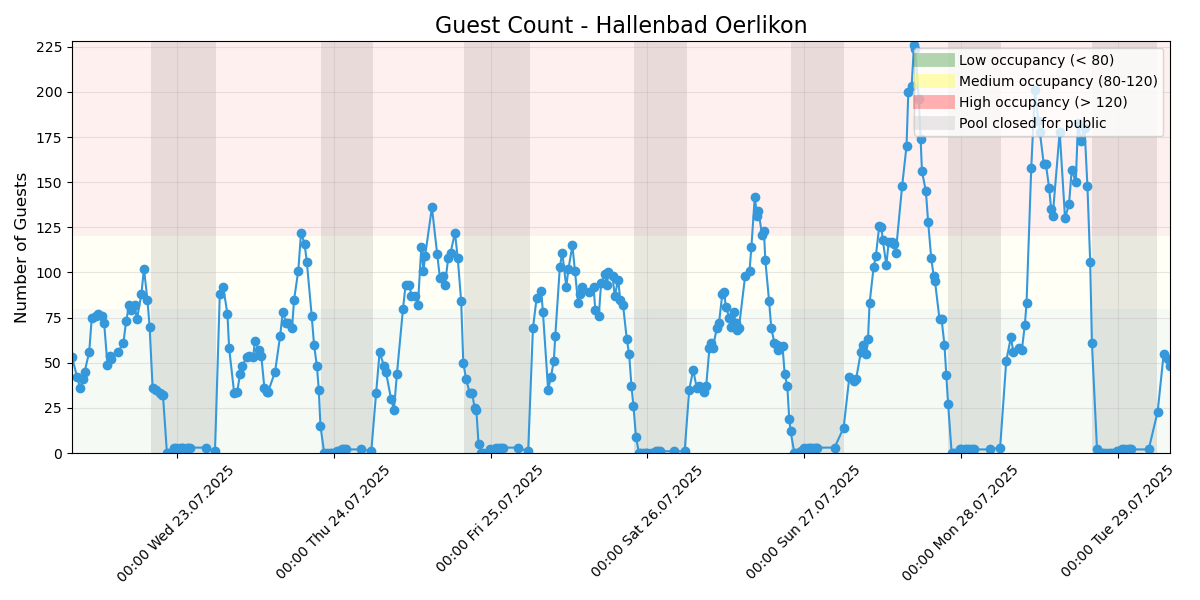 Guest Count - Hallenbad Oerlikon
Number of Guests
225
200
175
150
125
100
75
50
25
0
Low occupancy (< 80)
Medium occupancy (80-120)
High occupancy (> 120)
Pool closed for public
00:00 Wed 23.07.2025
00:00 Thu 24.07.2025
00:00 Fri 25.07.2025
00:00 Sat 26.07.2025
00:00 Sun 27.07.2025
00:00 Mon 28.07.2025
00:00 Tue 29.07.2025